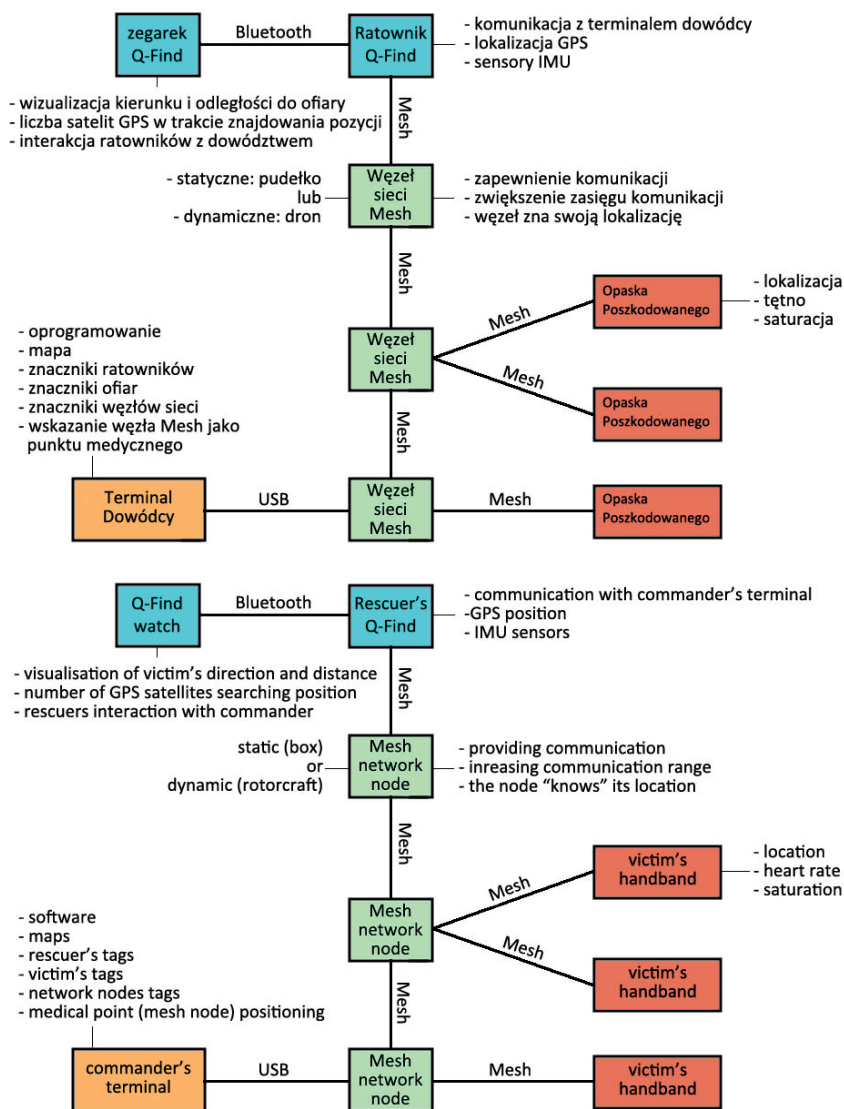 zegarek
Q-Find
Bluetooth
Ratownik
Q-Find
- komunikacja z terminalem dowódcy
- lokalizacja GPS
- sensory IMU
- wizualizacja kierunku i odległości do ofiary
- liczba satelit GPS w trakcie znajdowania pozycji
- interakcja ratowników z dowództwem
Mesh
- statyczne: pudełko
lub
- dynamiczne: dron
Węzeł
sieci
Mesh
- zapewnienie komunikacji
- zwiększenie zasięgu komunikacji
- węzeł zna swoją lokalizację
Mesh
Węzeł
sieci
Mesh
Mesh
Opaska
Poszkodowanego
- lokalizacja
- tętno
- saturacja
Mesh
Opaska
Poszkodowanego
- oprogramowanie
- mapa
- znaczniki ratowników
- znaczniki ofiar
- znaczniki węzłów sieci
- wskazanie węzła Mesh jako
punktu medycznego
Mesh
Terminal
Dowódcy
USB
Węzeł
sieci
Mesh
Mesh
Opaska
Poszkodowanego
Q-Find
watch
Bluetooth
Rescuer's
Q-Find
- communication with commander's terminal
-GPS position
- IMU sensors
- visualisation of victim's direction and distance
- number of GPS satellites searching position
- rescuers interaction with commander
Mesh
static (box)
or
dynamic (rotorcraft)
Mesh
network
node
- providing communication
- inreasing communication range
- the node “knows” its location
Mesh
Mesh
network
node
Mesh
victim's
handband
- location
- heart rate
- saturation
Mesh
victim's
handband
- software
- maps
- rescuer's tags
- victim's tags
- network nodes tags
- medical point (mesh node) positioning
Mesh
commander's
terminal
USB
Mesh
network
node
Mesh
victim's
handband